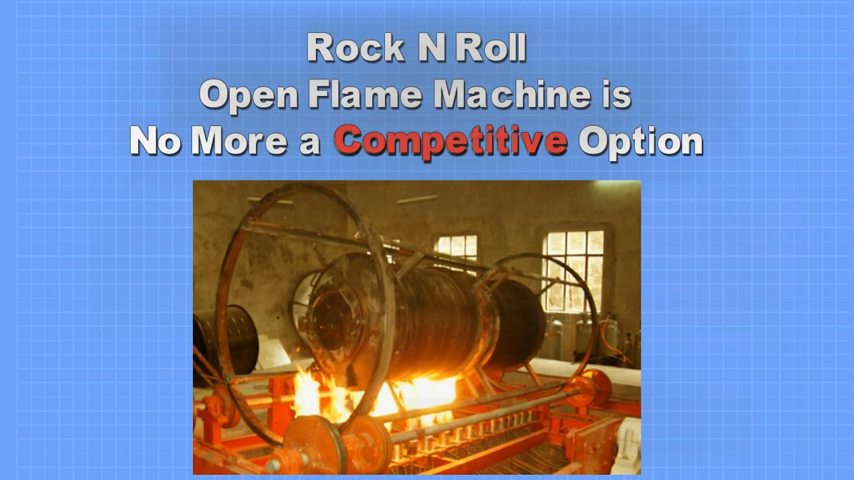 Rock N Roll
Open Flame Machine is
No More a Competitive Option